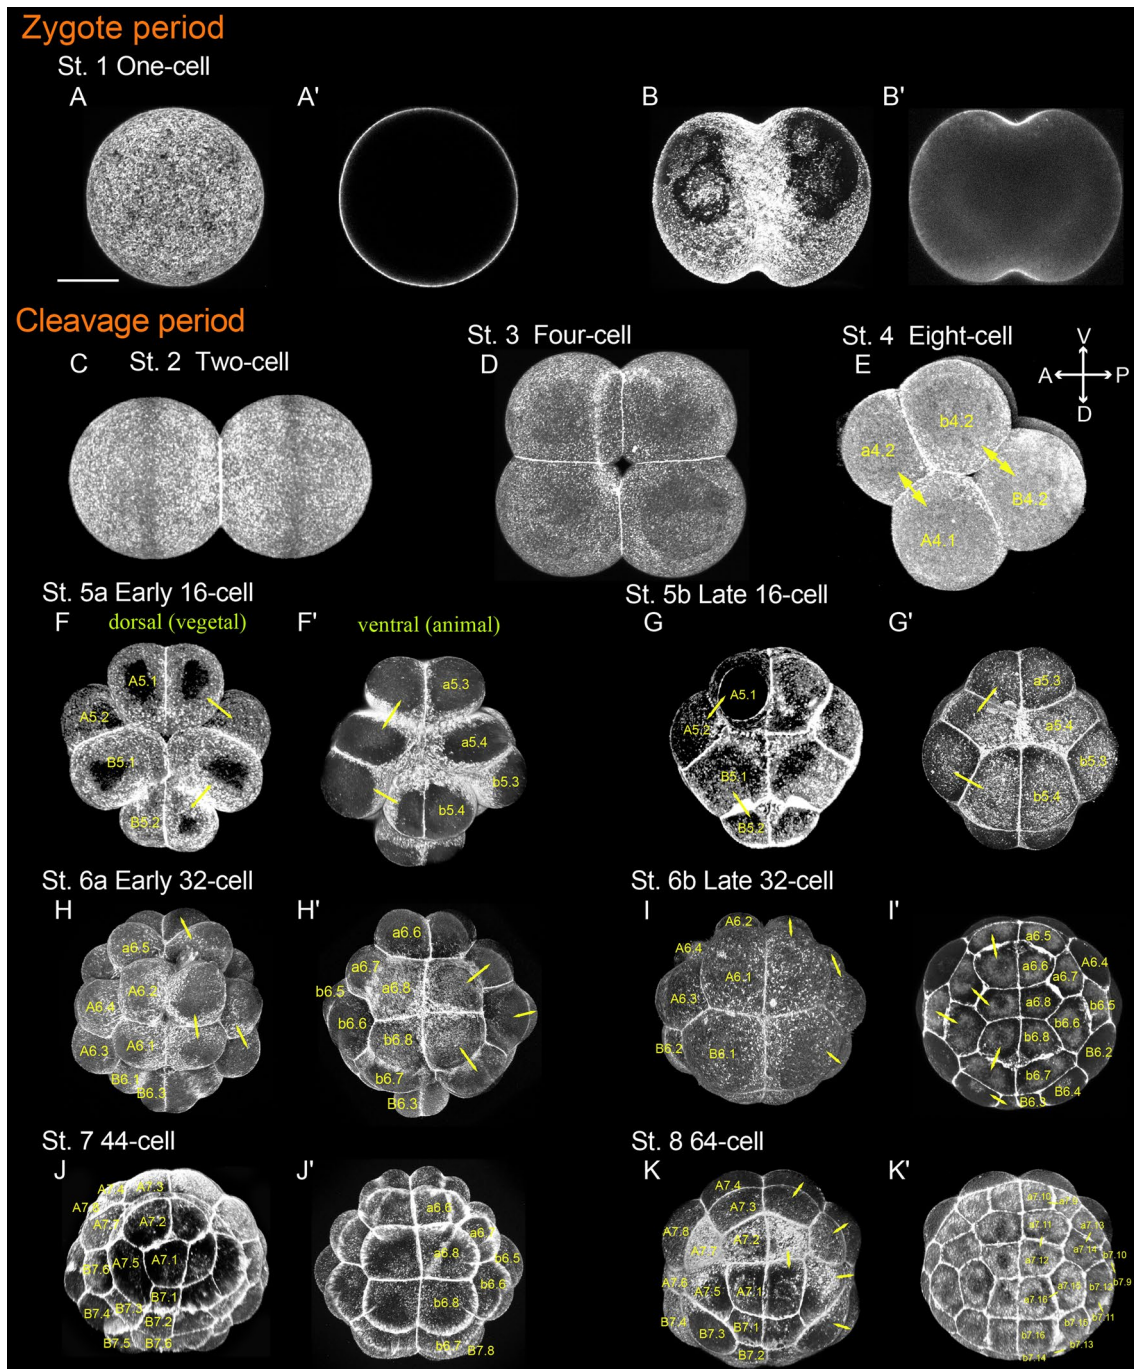 Zygote period
St. 1 One-cell
A
A'
B
B'
Cleavage period
C
St. 2 Two-cell
St. 3 Four-cell
D
St. 4 Eight-cell
E
V
A
P
D
b4.2
a4.2
B4.2
A4.1
St. 5a Early 16-cell
F
dorsal (vegetal)
F'
ventral (animal)
A5.1
A5.2
B5.1
B5.2
a5.3
a5.4
b5.3
b5.4
St. 5b Late 16-cell
G
G'
A5.1
A5.2
B5.1
B5.2
a5.3
a5.4
b5.3
b5.4
St. 6a Early 32-cell
H
H'
a6.5
A6.2
A6.4
A6.3
A6.1
B6.1
B6.3
a6.6
a6.7
a6.8
b6.5
b6.6
b6.8
b6.7
B6.3
St. 6b Late 32-cell
I
I'
A6.2
A6.4
A6.1
A6.3
B6.2
B6.1
a6.5
a6.6
A6.4
a6.7
a6.8
b6.5
b6.6
b6.8
B6.2
b6.7
B6.4
B6.3
St. 7 44-cell
J
J'
A7.4
A7.3
A7.2
A7.7
A7.1
A7.5
B7.6
B7.1
B7.4
B7.3
B7.2
B7.5
B7.6
a6.6
a6.8
b6.5
b6.6
b6.8
b6.7
B7.8
St. 8 64-cell
K
K'
A7.4
A7.3
A7.8
A7.2
A7.7
A7.6
A7.5
A7.1
B7.4
B7.3
B7.1
B7.2
a7.10
a7.9
a7.11
a7.13
a7.14
a7.12
b7.10
b7.9
a7.15
b7.12
a7.16
b7.11
b7.15
b7.16
b7.13
b7.14